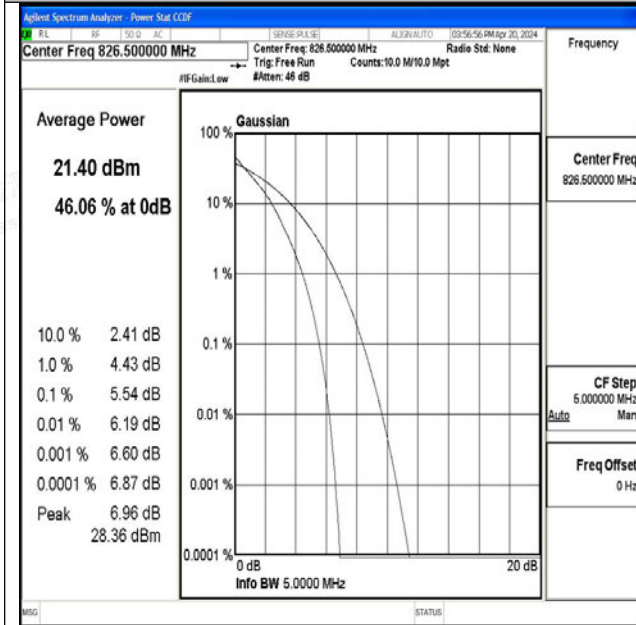 Agilent Spectrum Analyzer - Power Stat CCDF
RL RF 50 Ω AC SENSE:PULSE ALIGNAUTO 03:56:56 PM Apr 20, 2024
Center Freq 826.500000 MHz
Center Freq: 826.500000 MHz Radio Std: None
Trig: Free Run Counts:10.0 M/10.0 Mpt
#IFGain:Low #Atten: 46 dB
Frequency
Average Power
21.40 dBm
46.06 % at 0dB
10.0 % 2.41 dB
1.0 % 4.43 dB
0.1 % 5.54 dB
0.01 % 6.19 dB
0.001 % 6.60 dB
0.0001 % 6.87 dB
Peak 6.96 dB
28.36 dBm
Gaussian
100 %
10 %
1 %
0.1 %
0.01 %
0.001 %
0.0001 %
0 dB 20 dB
Info BW 5.0000 MHz
Center Freq
826.500000 MHz
CF Step
5.000000 MHz
Auto Man
Freq Offset
0 Hz
MSG STATUS